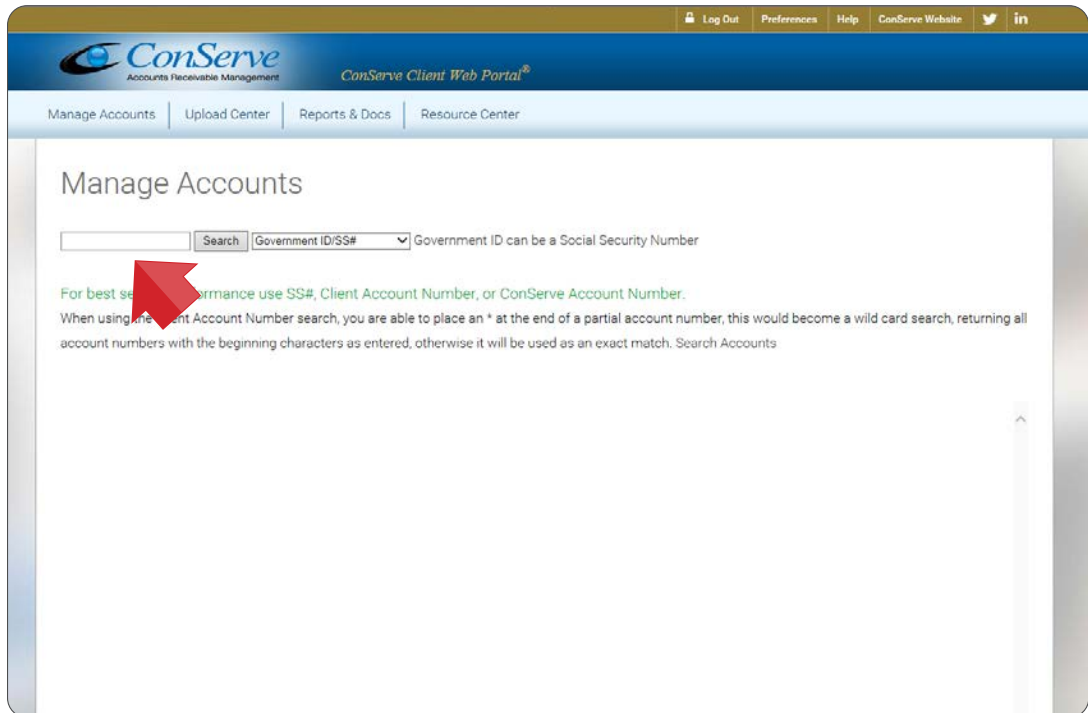 Log Out Preferences Help ConServe Website in
ConServe
Accounts Receivable Management
ConServe Client Web Portal®
Manage Accounts Upload Center Reports & Docs Resource Center
Manage Accounts
Search Government ID/SS# Government ID can be a Social Security Number
For best ormance use SS#, Client Account Number, or ConServe Account Number.
When using ent Account Number search, you are able to place an * at the end of a partial account number, this would become a wild card search, returning all
account numbers with the beginning characters as entered, otherwise it will be used as an exact match. Search Accounts